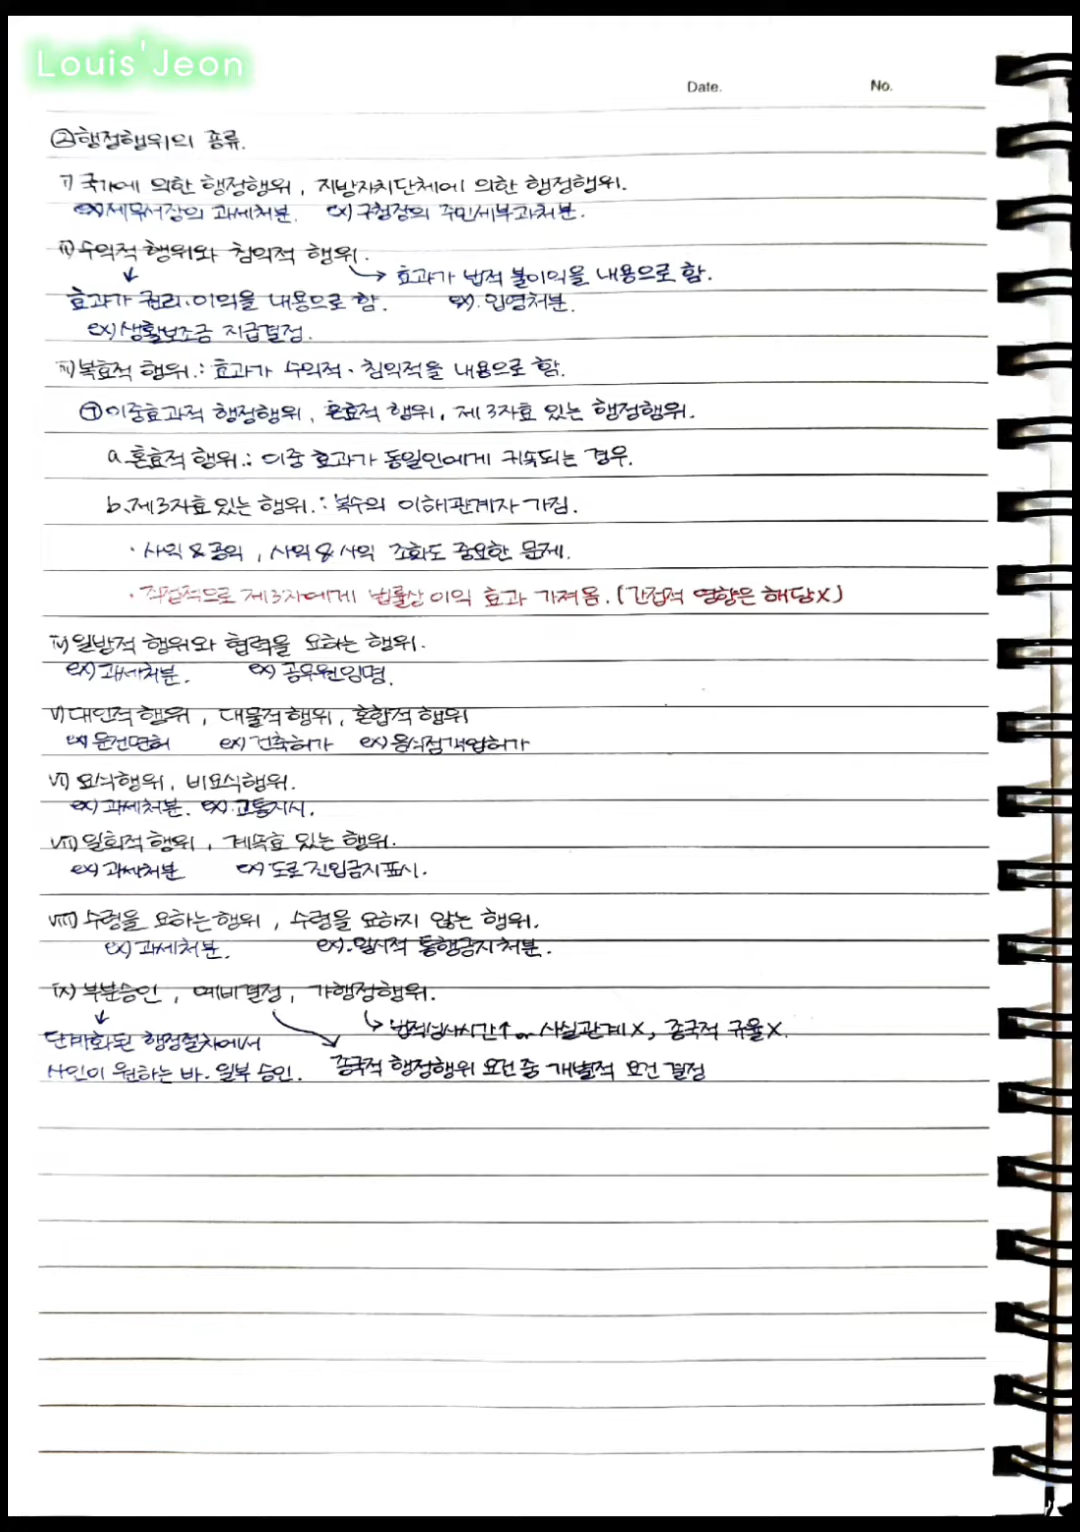 Louis'Jeon
Date. No.
② 행정행위의 종류.
i) 국가에 의한 행정행위, 지방자치단체에 의한 행정행위.
ex) 세무서장의 과세처분. ex) 구청장의 주민세부과처분.
ii) 수익적 행위와 침익적 행위.
→ 효과가 법적 불이익을 내용으로 함.
효과가 권리·이익을 내용으로 함. ex). 입영처분.
ex) 생활보조금 지급결정.
iii) 복효적 행위.: 효과가 수익적·침익적을 내용으로 함.
㉠ 이중효과적 행정행위, 혼효적 행위, 제3자효 있는 행정행위.
a. 혼효적 행위.: 이중 효과가 동일인에게 귀속되는 경우.
b. 제3자효 있는 행위.: 복수의 이해관계자 가짐.
· 사익 & 공익, 사익 & 사익 조화도 중요한 문제.
· 직접적으로 제3자에게 법률상 이익 효과 가져옴. (간접적 영향은 해당X)
iv) 일방적 행위와 협력을 요하는 행위.
ex) 과세처분. ex) 공무원임명.
v) 대인적 행위, 대물적 행위, 혼합적 행위
ex) 운전면허 ex) 건축허가 ex) 음식점개업허가
vi) 요식행위, 비요식행위.
ex) 과세처분. ex). 교통지시.
vii) 일회적 행위, 계속효 있는 행위.
ex) 과세처분 ex) 도로 진입금지표시.
viii) 수령을 요하는 행위, 수령을 요하지 않는 행위.
ex) 과세처분. ex). 일시적 통행금지처분.
ix) 부분승인, 예비결정, 가행정행위.
↳ 법적심사시간↑ 사실관계X, 종국적 규율X.
단계화된 행정절차에서
사인이 원하는 바. 일부 승인. 종국적 행정행위 요건 중 개별적 요건 결정